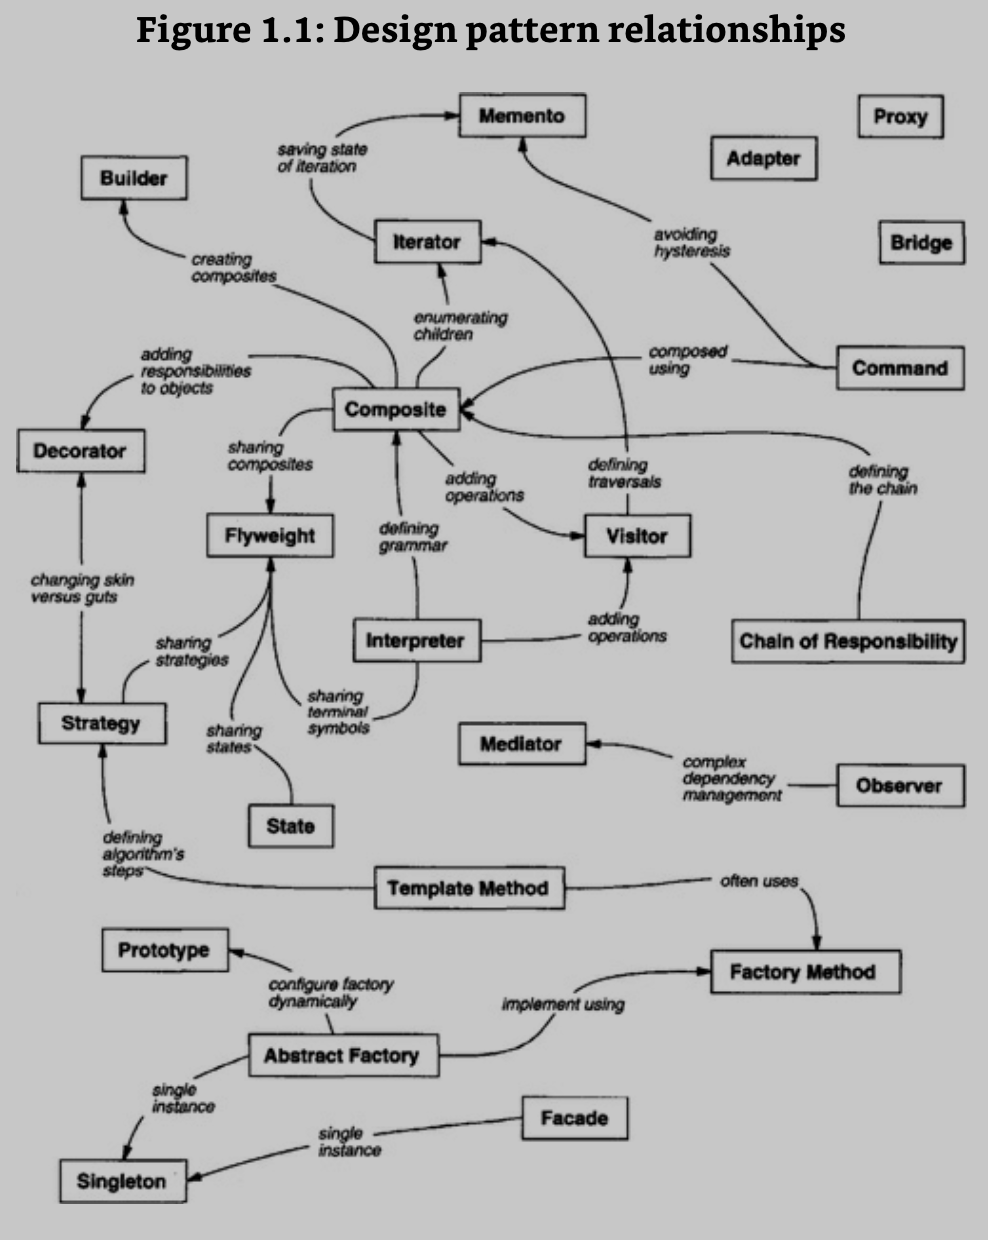 Figure 1.1: Design pattern relationships
Memento
Proxy
Adapter
saving state
of iteration
Builder
Iterator
avoiding
hysteresis
Bridge
creating
composites
enumerating
children
adding
responsibilities
to objects
composed
using
Command
Composite
Decorator
sharing
composites
adding
operations
defining
traversals
defining
the chain
Flyweight
defining
grammar
Visitor
changing skin
versus guts
adding
operations
Interpreter
Chain of Responsibility
sharing
strategies
sharing
terminal
symbols
Strategy
sharing
states
Mediator
complex
dependency
management
Observer
State
defining
algorithm's
steps
Template Method
often uses
Prototype
Factory Method
configure factory
dynamically
implement using
Abstract Factory
single
instance
Facade
single
instance
Singleton